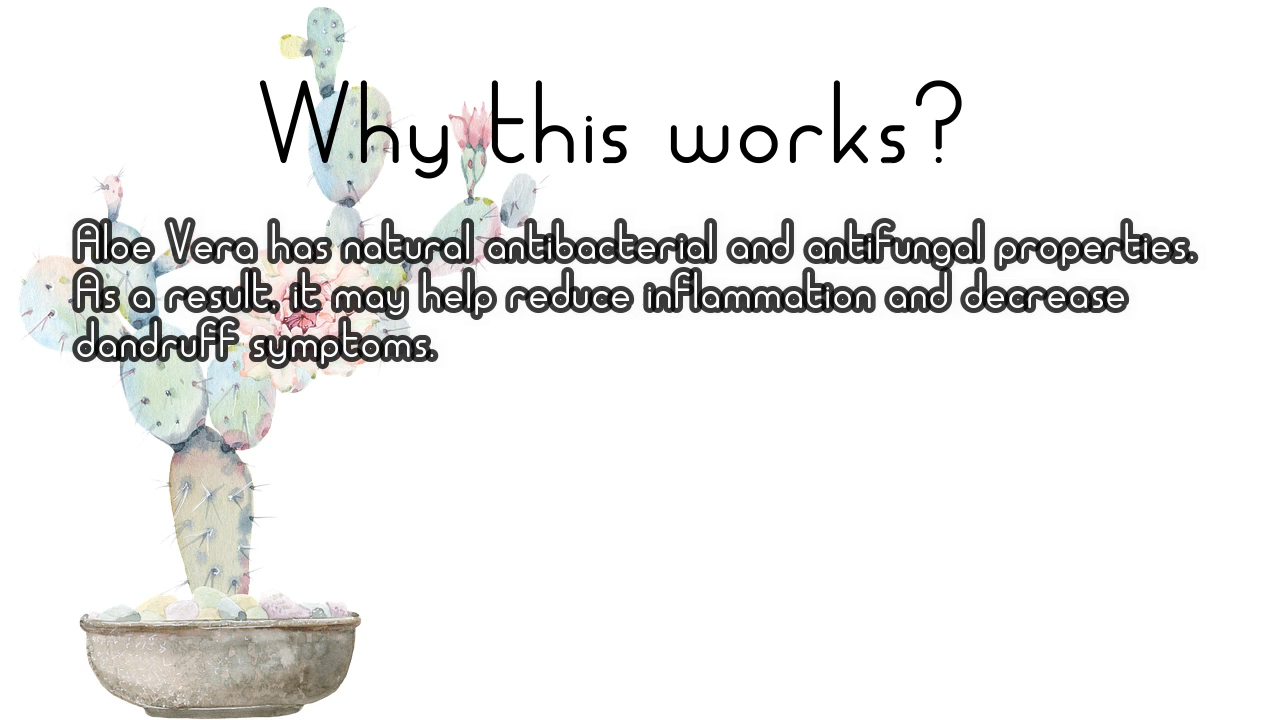 Why this works?
Aloe Vera has natural antibacterial and antifungal properties.
As a result, it may help reduce inflammation and decrease
dandruff symptoms.